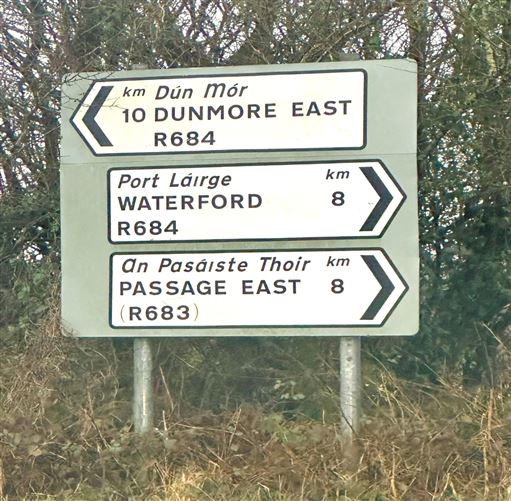 km Dún Mór
10 DUNMORE EAST
R684
Port Láirge km
WATERFORD 8
R684
An Pasáiste Thoir km
PASSAGE EAST 8
(R683)